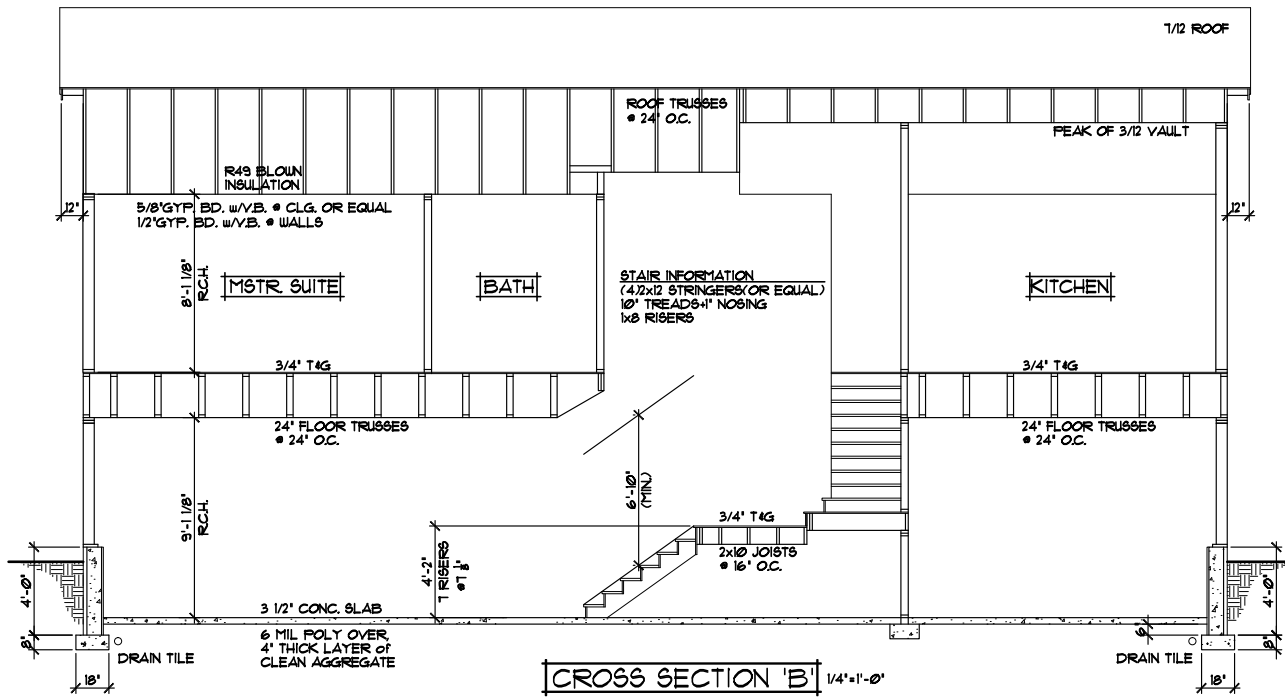 7/12 ROOF
ROOF TRUSSES
@ 24" O.C.
PEAK OF 3/12 VAULT
R49 BLOWN
INSULATION
12"
5/8"GYP. BD. w/V.B. @ CLG. OR EQUAL
1/2"GYP. BD. w/V.B. @ WALLS
12"
8'-1 1/8"
R.C.H.
MSTR. SUITE
BATH
STAIR INFORMATION
(4)2x12 STRINGERS(OR EQUAL)
10" TREADS+1" NOSING
1x8 RISERS
KITCHEN
3/4" T&G
3/4" T&G
24" FLOOR TRUSSES
@ 24" O.C.
24" FLOOR TRUSSES
@ 24" O.C.
6'-10"
(MIN.)
9'-1 1/8"
R.C.H.
3/4" T&G
2x10 JOISTS
@ 16" O.C.
4'-2"
7 RISERS
4'-0"
4'-0"
3 1/2" CONC. SLAB
8"
6"
8"
6 MIL POLY OVER,
4" THICK LAYER of
CLEAN AGGREGATE
DRAIN TILE
DRAIN TILE
18"
18"
CROSS SECTION 'B'
1/4"=1'-0"